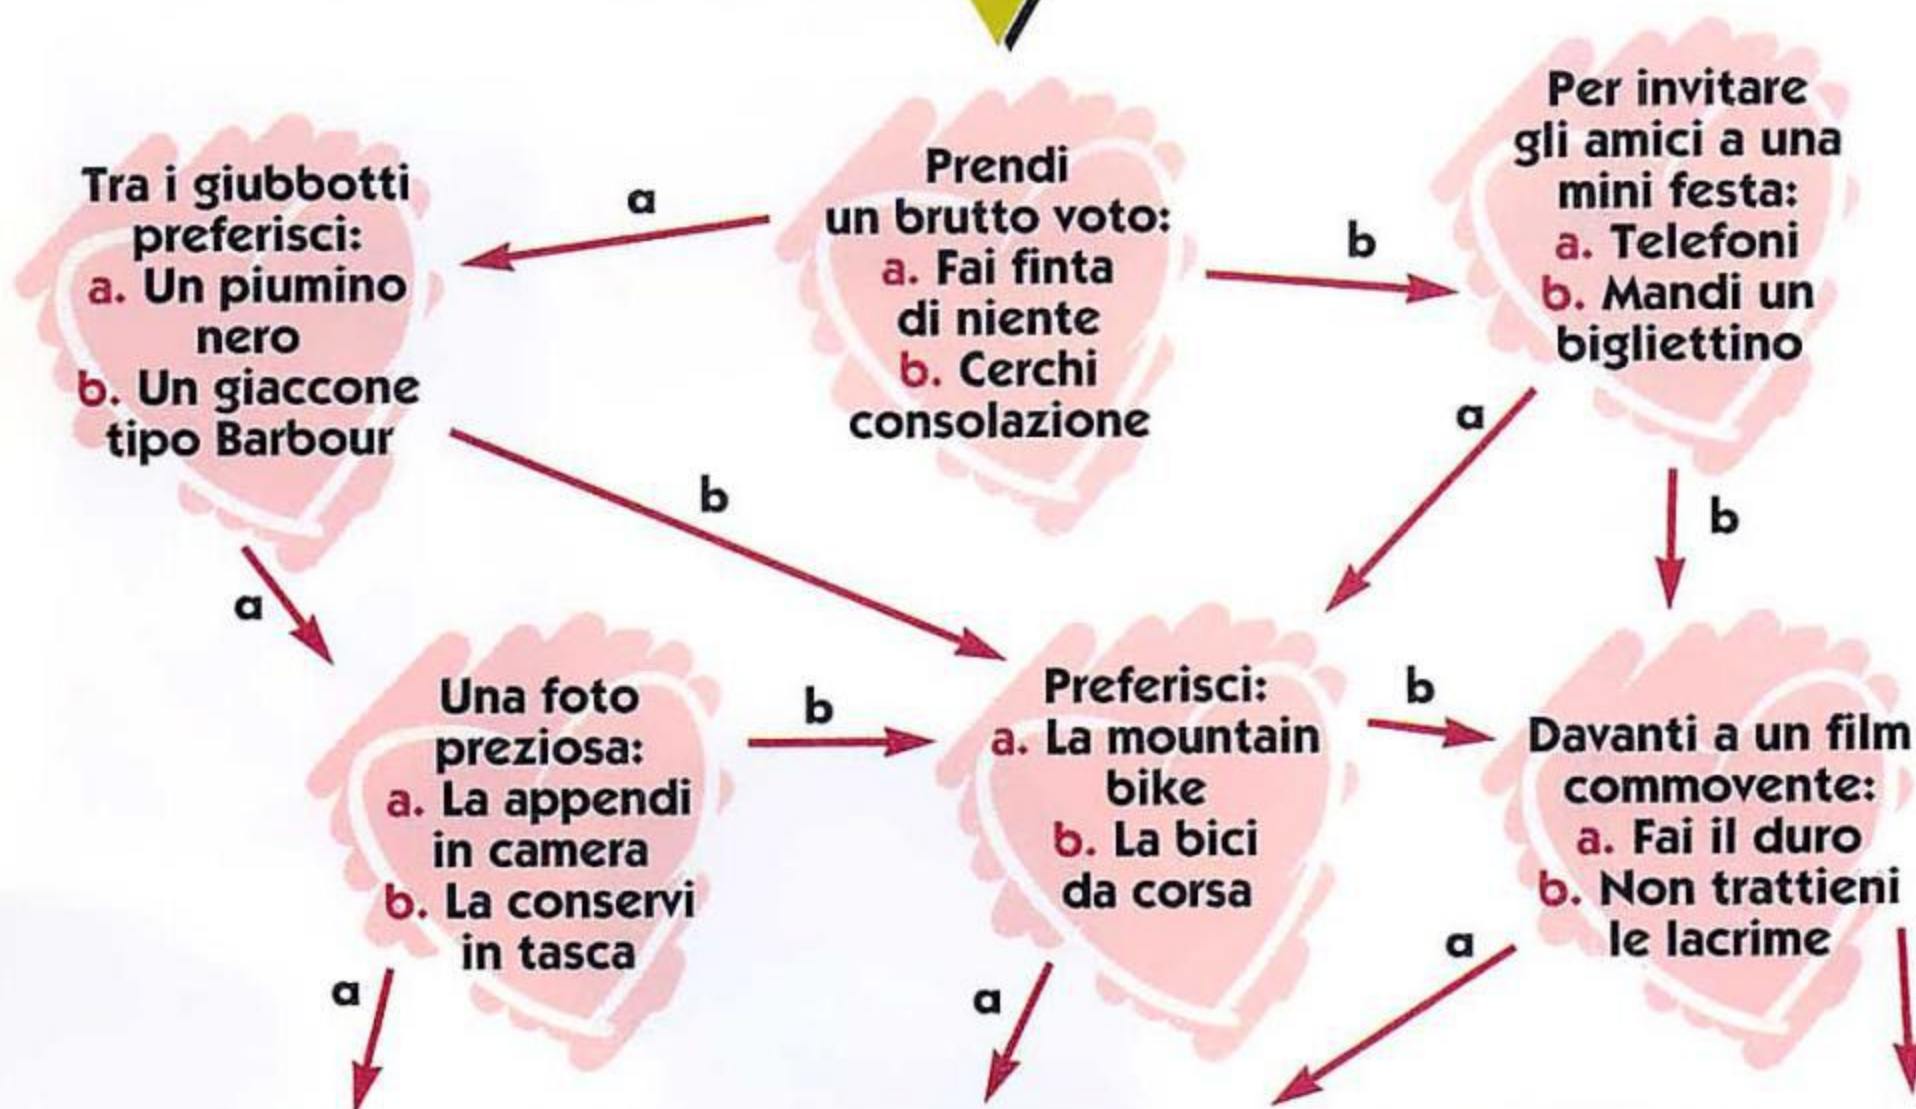 Prendi
un brutto voto:
a. Fai finta
di niente
b. Cerchi
consolazione
a
b
Tra i giubbotti
preferisci:
a. Un piumino
nero
b. Un giaccone
tipo Barbour
b
a
Per invitare
gli amici a una
mini festa:
a. Telefoni
b. Mandi un
bigliettino
a
b
Una foto
preziosa:
a. La appendi
in camera
b. La conservi
in tasca
b
a
Preferisci:
a. La mountain
bike
b. La bici
da corsa
b
a
Davanti a un film
commovente:
a. Fai il duro
b. Non trattieni
le lacrime
a